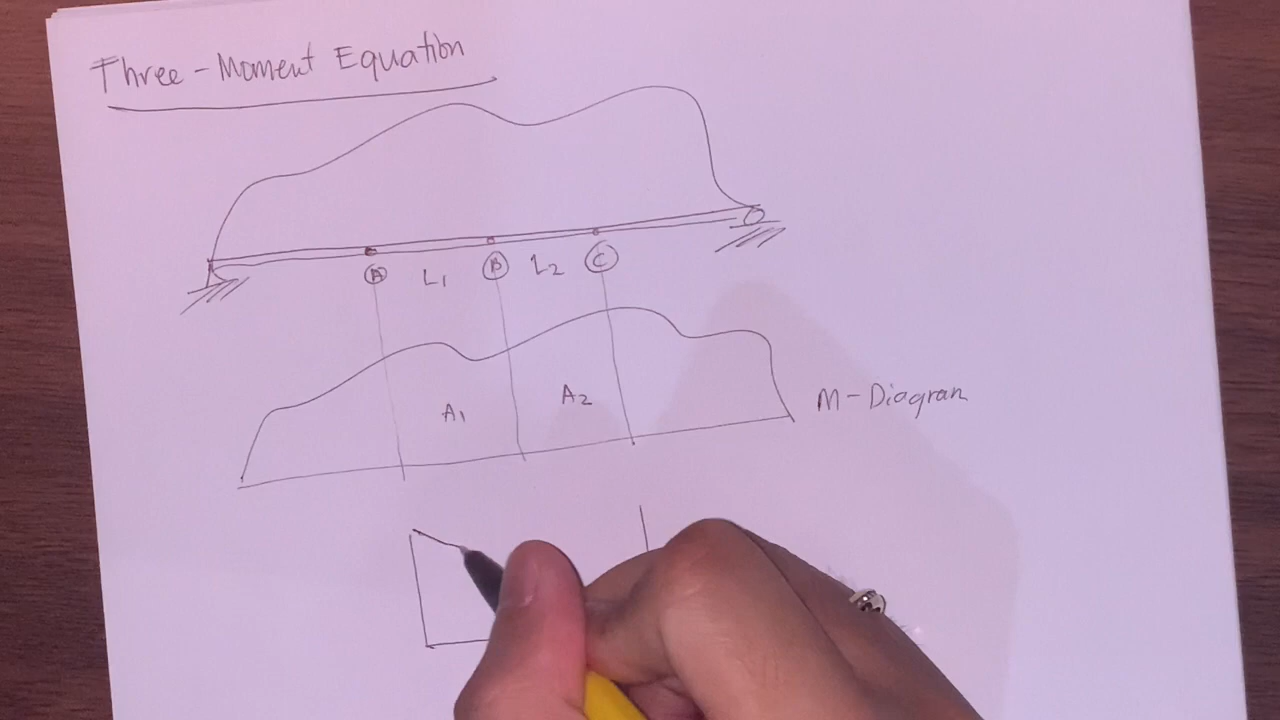 Three-Moment Equation
A L₁ B L₂ C
A₁ A₂ M-Diagram